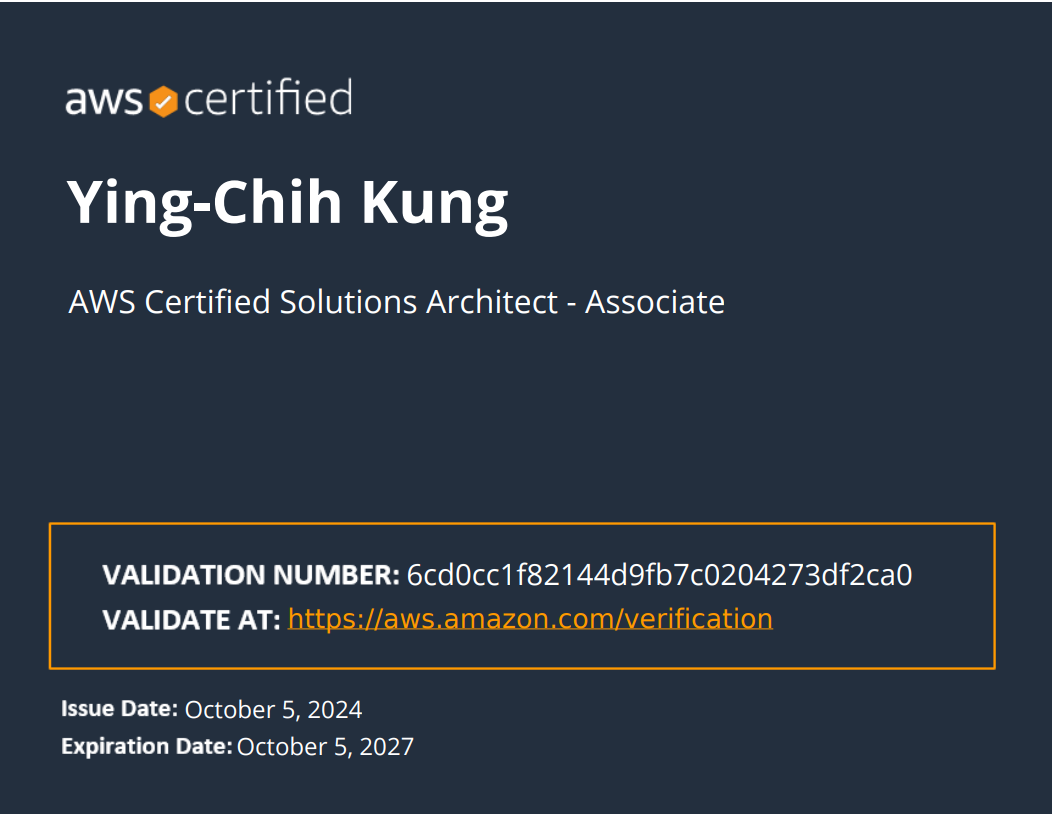 aws certified
Ying-Chih Kung
AWS Certified Solutions Architect - Associate
VALIDATION NUMBER: 6cd0cc1f82144d9fb7c0204273df2ca0
VALIDATE AT: https://aws.amazon.com/verification
Issue Date: October 5, 2024
Expiration Date: October 5, 2027